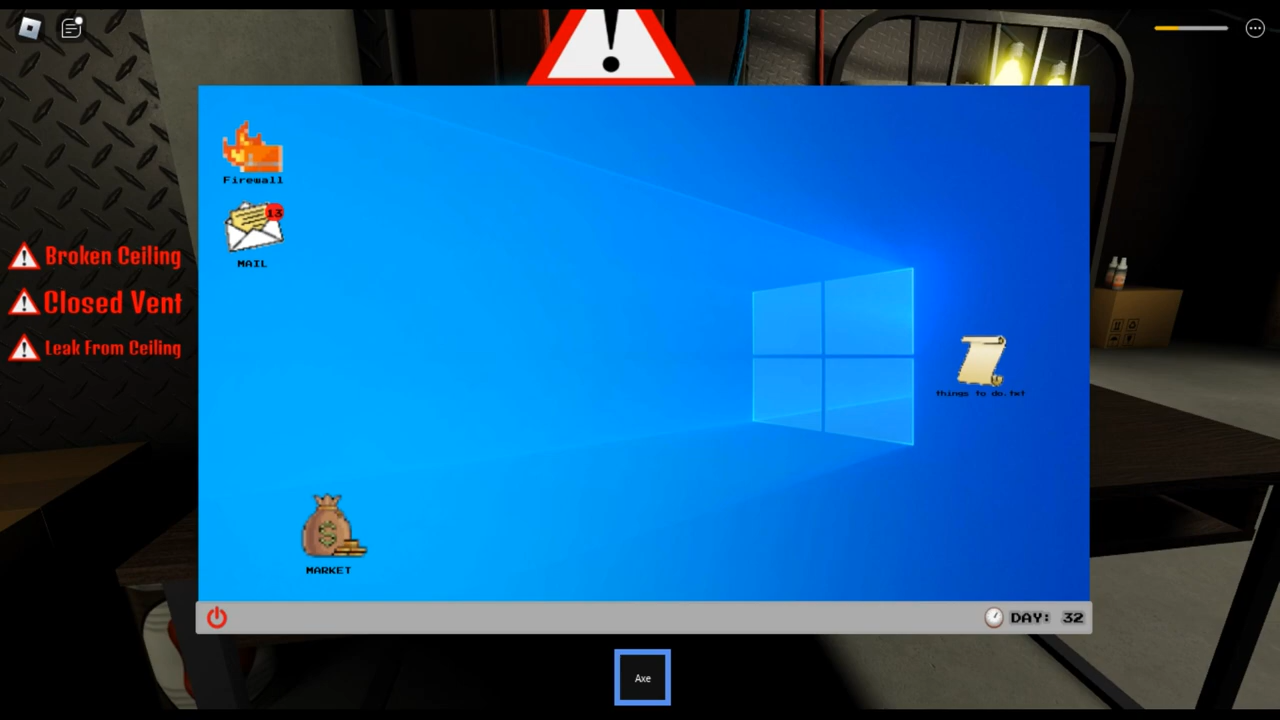 Firewall
13
MAIL
Broken Ceiling
Closed Vent
Leak From Ceiling
things to do.txt
MARKET
DAY: 32
Axe